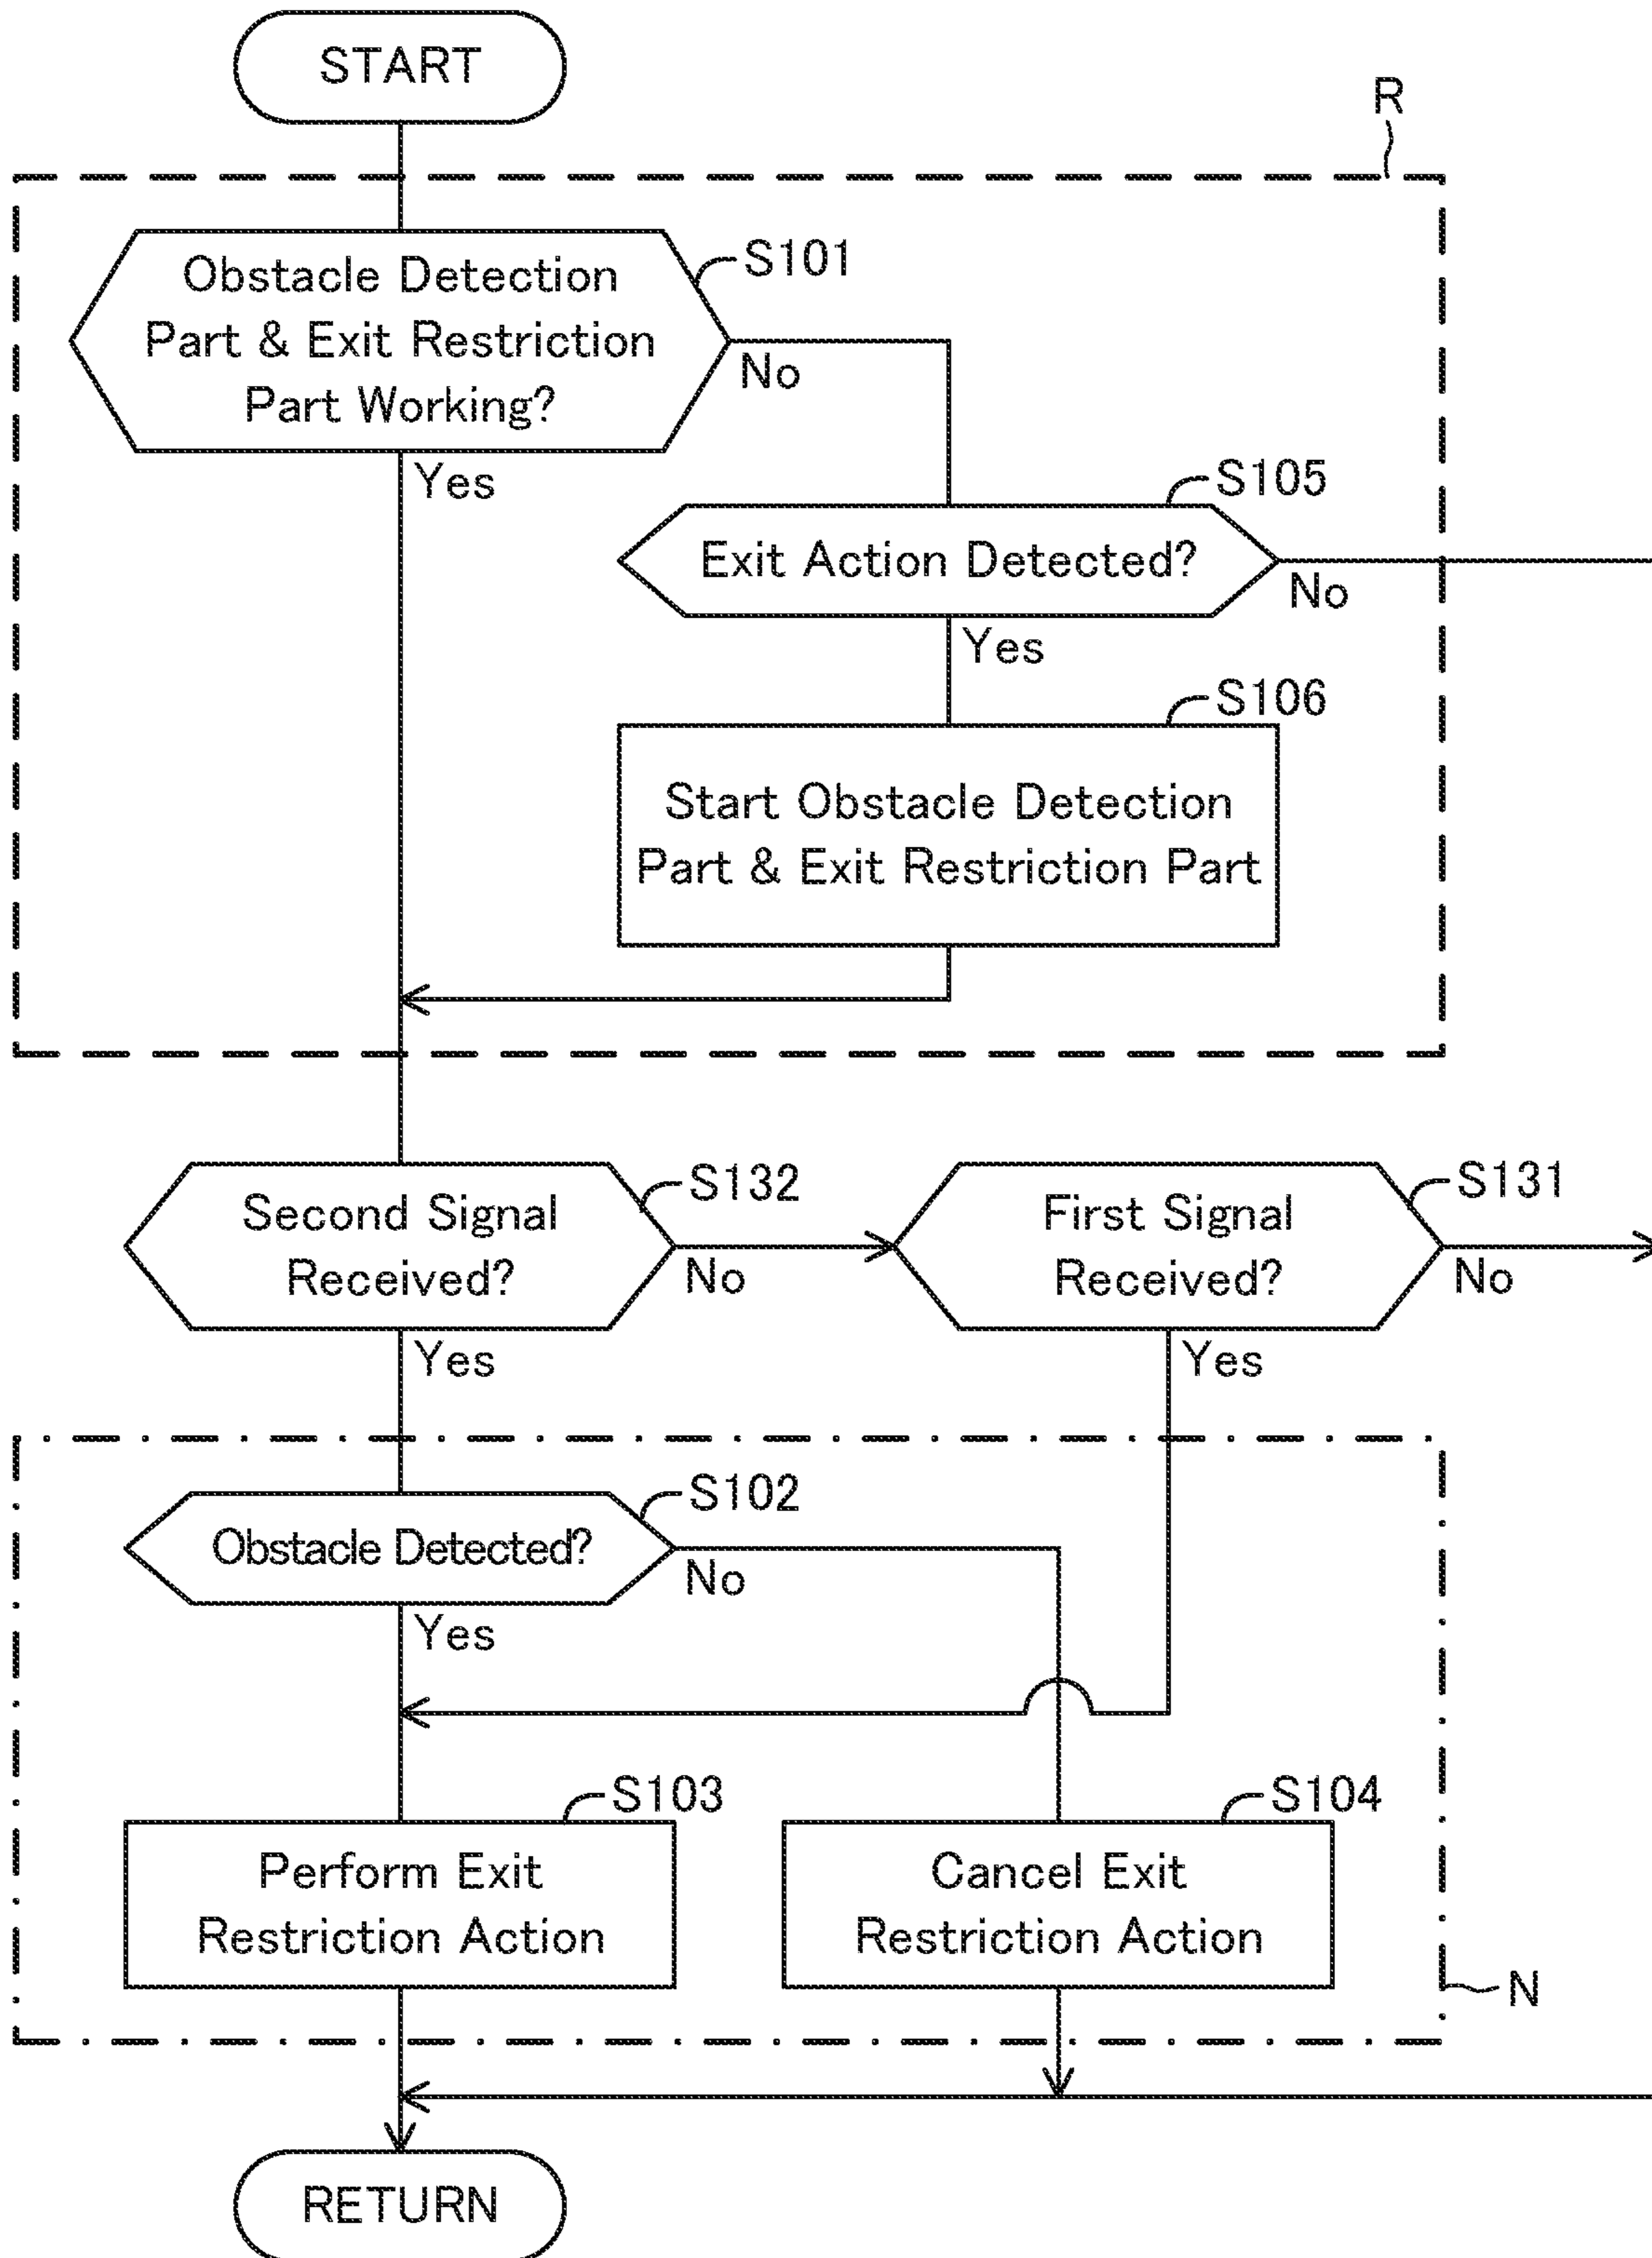 START
R
Obstacle Detection
Part & Exit Restriction
Part Working?
S101
No
Yes
S105
Exit Action Detected?
No
Yes
S106
Start Obstacle Detection
Part & Exit Restriction Part
Second Signal
Received?
S132
No
Yes
First Signal
Received?
S131
No
Yes
S102
Obstacle Detected?
No
Yes
S103
Perform Exit
Restriction Action
S104
Cancel Exit
Restriction Action
N
RETURN